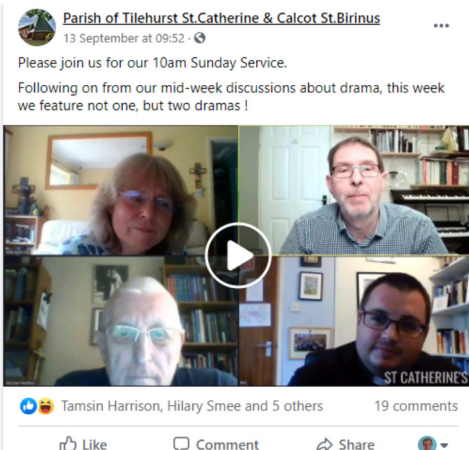 Parish of Tilehurst St.Catherine & Calcot St.Birinus
13 September at 09:52 ·
Please join us for our 10am Sunday Service.
Following on from our mid-week discussions about drama, this week
we feature not one, but two dramas !
ST CATHERINE'S
Tamsin Harrison, Hilary Smee and 5 others
19 comments
Like
Comment
Share